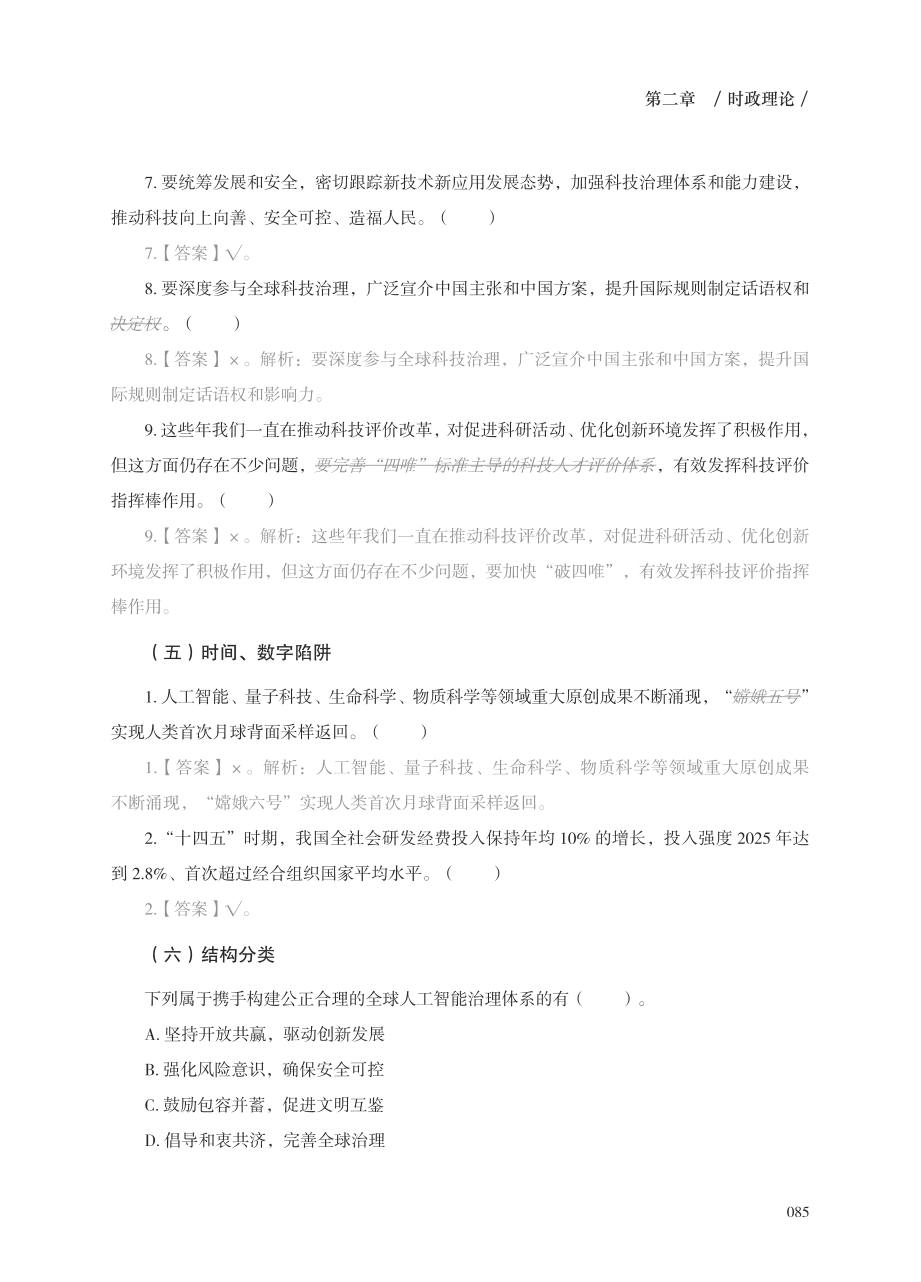 第二章 / 时政理论 /
7. 要统筹发展和安全，密切跟踪新技术新应用发展态势，加强科技治理体系和能力建设，
推动科技向上向善、安全可控、造福人民。（　　）
7.【答案】√。
8. 要深度参与全球科技治理，广泛宣介中国主张和中国方案，提升国际规则制定话语权和
决定权。（　　）
8.【答案】×。解析：要深度参与全球科技治理，广泛宣介中国主张和中国方案，提升国
际规则制定话语权和影响力。
9. 这些年我们一直在推动科技评价改革，对促进科研活动、优化创新环境发挥了积极作用，
但这方面仍存在不少问题，要完善“四唯”标准主导的科技人才评价体系，有效发挥科技评价
指挥棒作用。（　　）
9.【答案】×。解析：这些年我们一直在推动科技评价改革，对促进科研活动、优化创新
环境发挥了积极作用，但这方面仍存在不少问题，要加快“破四唯”，有效发挥科技评价指挥
棒作用。
（五）时间、数字陷阱
1. 人工智能、量子科技、生命科学、物质科学等领域重大原创成果不断涌现，“嫦娥五号”
实现人类首次月球背面采样返回。（　　）
1.【答案】×。解析：人工智能、量子科技、生命科学、物质科学等领域重大原创成果
不断涌现，“嫦娥六号”实现人类首次月球背面采样返回。
2.“十四五”时期，我国全社会研发经费投入保持年均 10% 的增长，投入强度 2025 年达
到 2.8%、首次超过经合组织国家平均水平。（　　）
2.【答案】√。
（六）结构分类
下列属于携手构建公正合理的全球人工智能治理体系的有（　　）。
A. 坚持开放共赢，驱动创新发展
B. 强化风险意识，确保安全可控
C. 鼓励包容并蓄，促进文明互鉴
D. 倡导和衷共济，完善全球治理
085